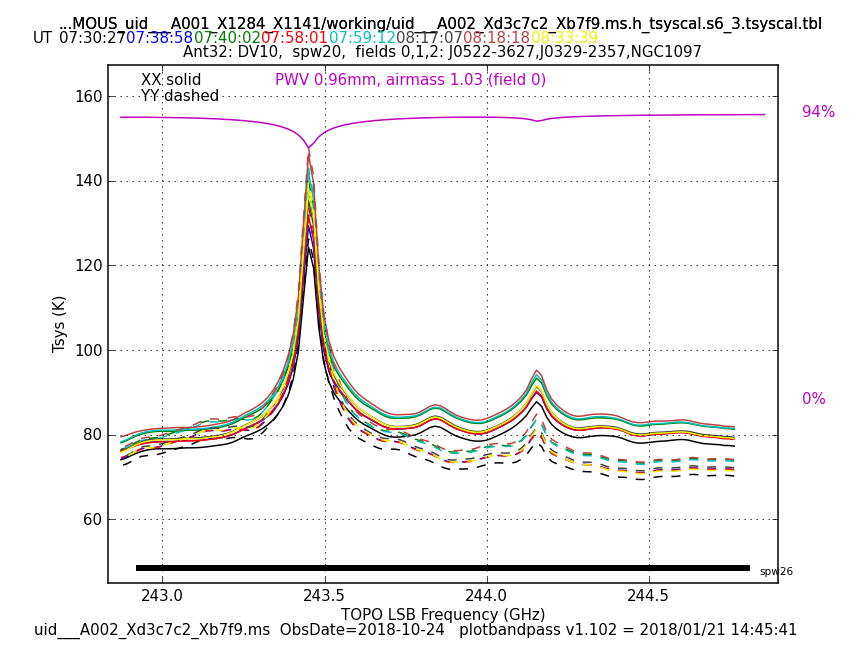 ...MOUS_uid___A001_X1284_X1141/working/uid___A002_Xd3c7c2_Xb7f9.ms.h_tsyscal.s6_3.tsyscal.tbl
UT 07:30:27 07:38:58 07:40:02 07:58:01 07:59:12 08:17:07 08:18:18 08:33:39
Ant32: DV10, spw20, fields 0,1,2: J0522-3627,J0329-2357,NGC1097
XX solid
PWV 0.96mm, airmass 1.03 (field 0)
YY dashed
94%
0%
160
140
120
100
80
60
Tsys (K)
spw26
243.0 243.5 244.0 244.5
TOPO LSB Frequency (GHz)
uid___A002_Xd3c7c2_Xb7f9.ms ObsDate=2018-10-24 plotbandpass v1.102 = 2018/01/21 14:45:41